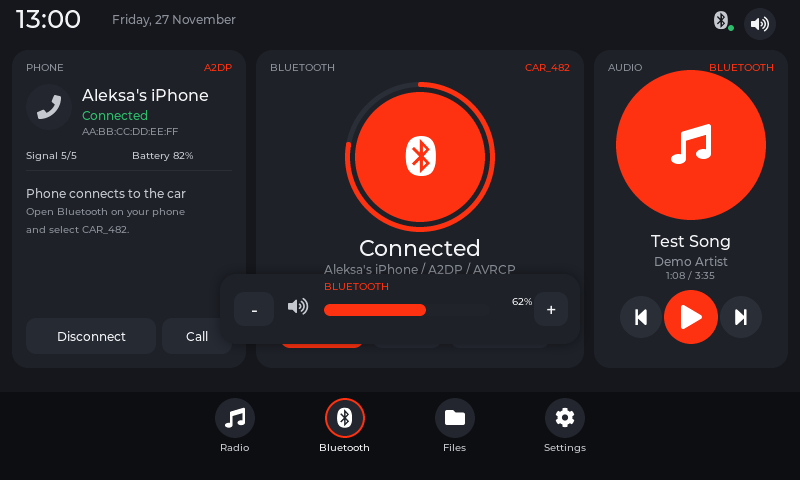 13:00
Friday, 27 November
PHONE
A2DP
Aleksa's iPhone
Connected
AA:BB:CC:DD:EE:FF
Signal 5/5
Battery 82%
Phone connects to the car
Open Bluetooth on your phone
and select CAR_482.
Disconnect
Call
BLUETOOTH
CAR_482
Connected
Aleksa's iPhone / A2DP / AVRCP
BLUETOOTH
-
62%
+
AUDIO
BLUETOOTH
Test Song
Demo Artist
1:08 / 3:35
Radio
Bluetooth
Files
Settings